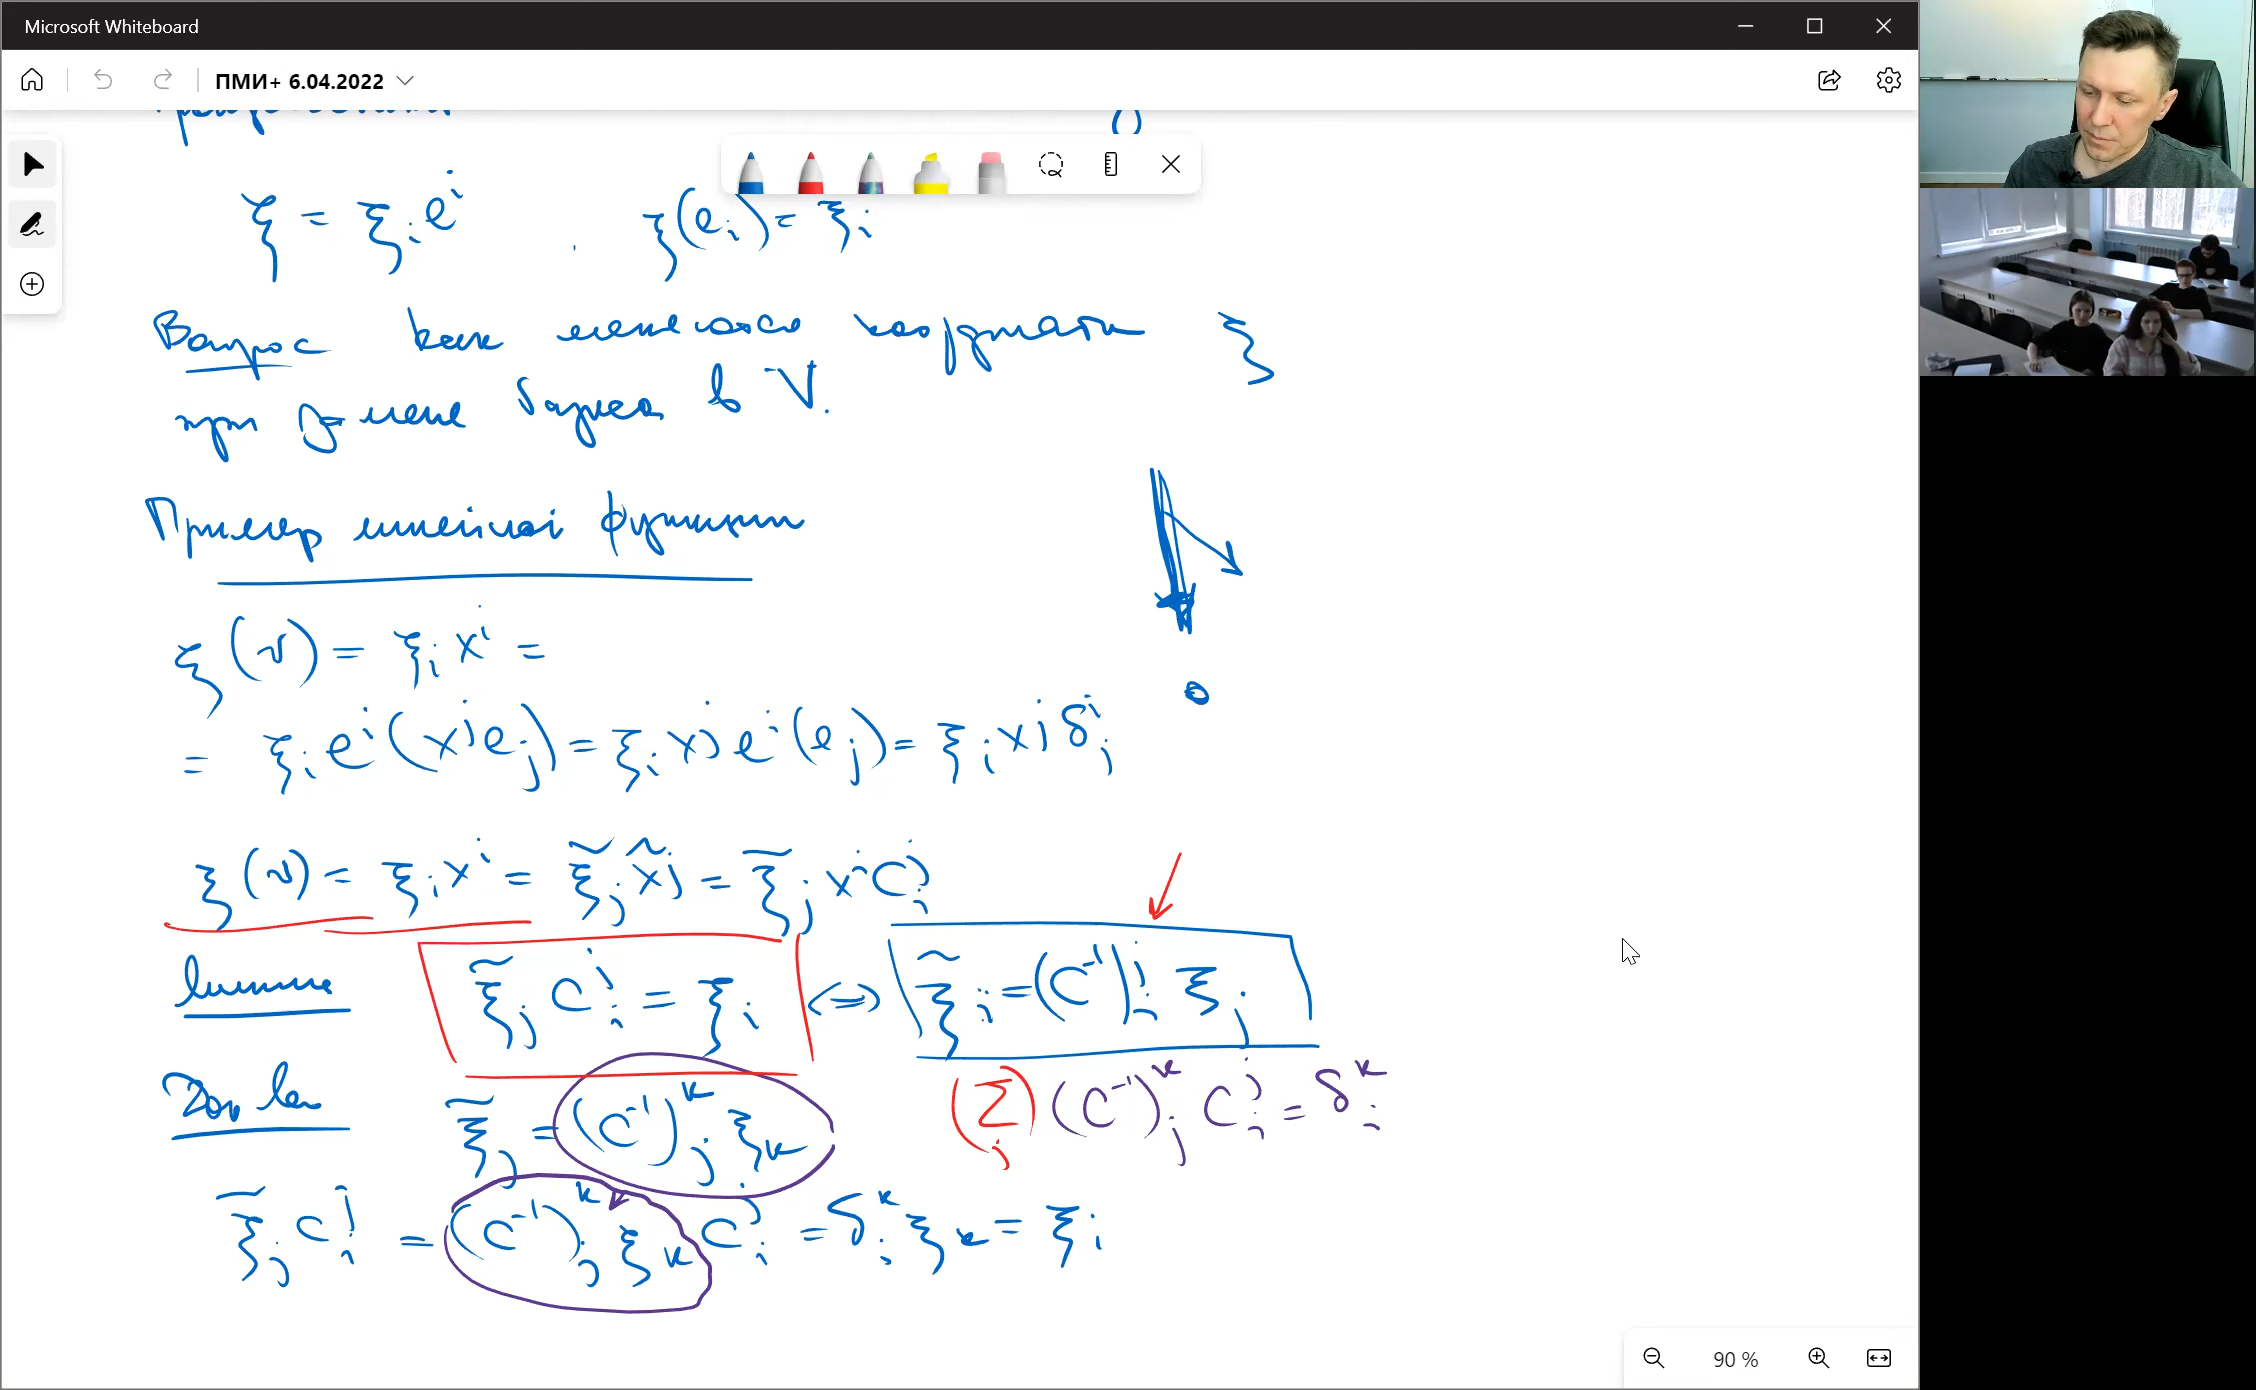 Microsoft Whiteboard
ПМИ+ 6.04.2022
ξ = ξ_i e^i    ξ(e_i) = ξ_i
Вопрос как меняются координаты ξ
при замене базиса в V.
Пример линейной функции
ξ(v) = ξ_i x^i =
= ξ_i e^i(x^j e_j) = ξ_i x^j e^i(e_j) = ξ_i x^j δ^i_j
ξ(v) = ξ_i x^i = ξ̃_j x̃^j = ξ̃_j x^i C^j_i
ξ̃_j C^j_i = ξ_i <=> ξ̃_i = (C^{-1})^j_i ξ_j
Док во
ξ̃_j = (C^{-1})^k_j ξ_k    (Σ_j) (C^{-1})^k_j C^j_i = δ^k_i
ξ̃_j C^j_i = (C^{-1})^k_j ξ_k C^j_i = δ^k_i ξ_k = ξ_i
90 %